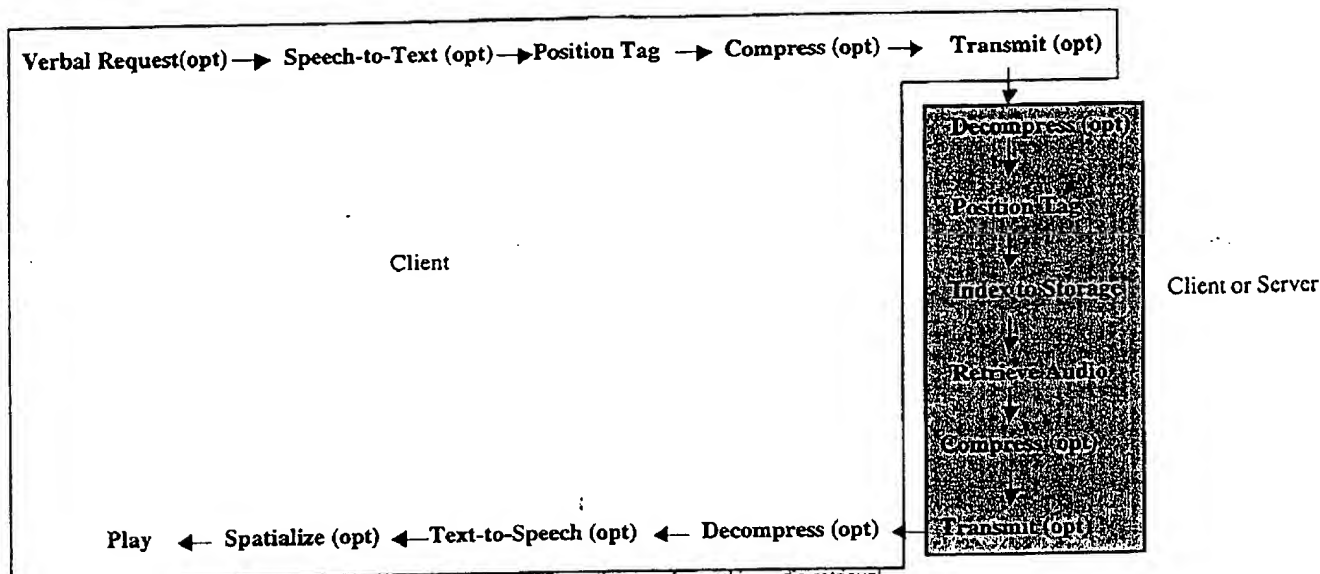 Verbal Request(opt) → Speech-to-Text (opt) → Position Tag → Compress (opt) → Transmit (opt)
Decompress (opt)
Position Tag
Index to Storage
Retrieve Audio
Compress (opt)
Transmit (opt)
Client
Client or Server
Play ← Spatialize (opt) ← Text-to-Speech (opt) ← Decompress (opt)